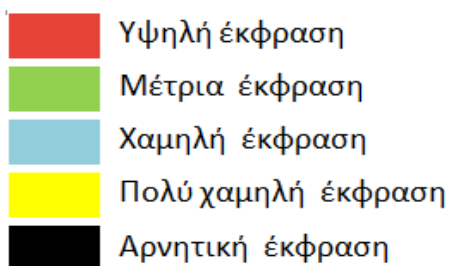 Υψηλή έκφραση
Μέτρια έκφραση
Χαμηλή έκφραση
Πολύ χαμηλή έκφραση
Αρνητική έκφραση